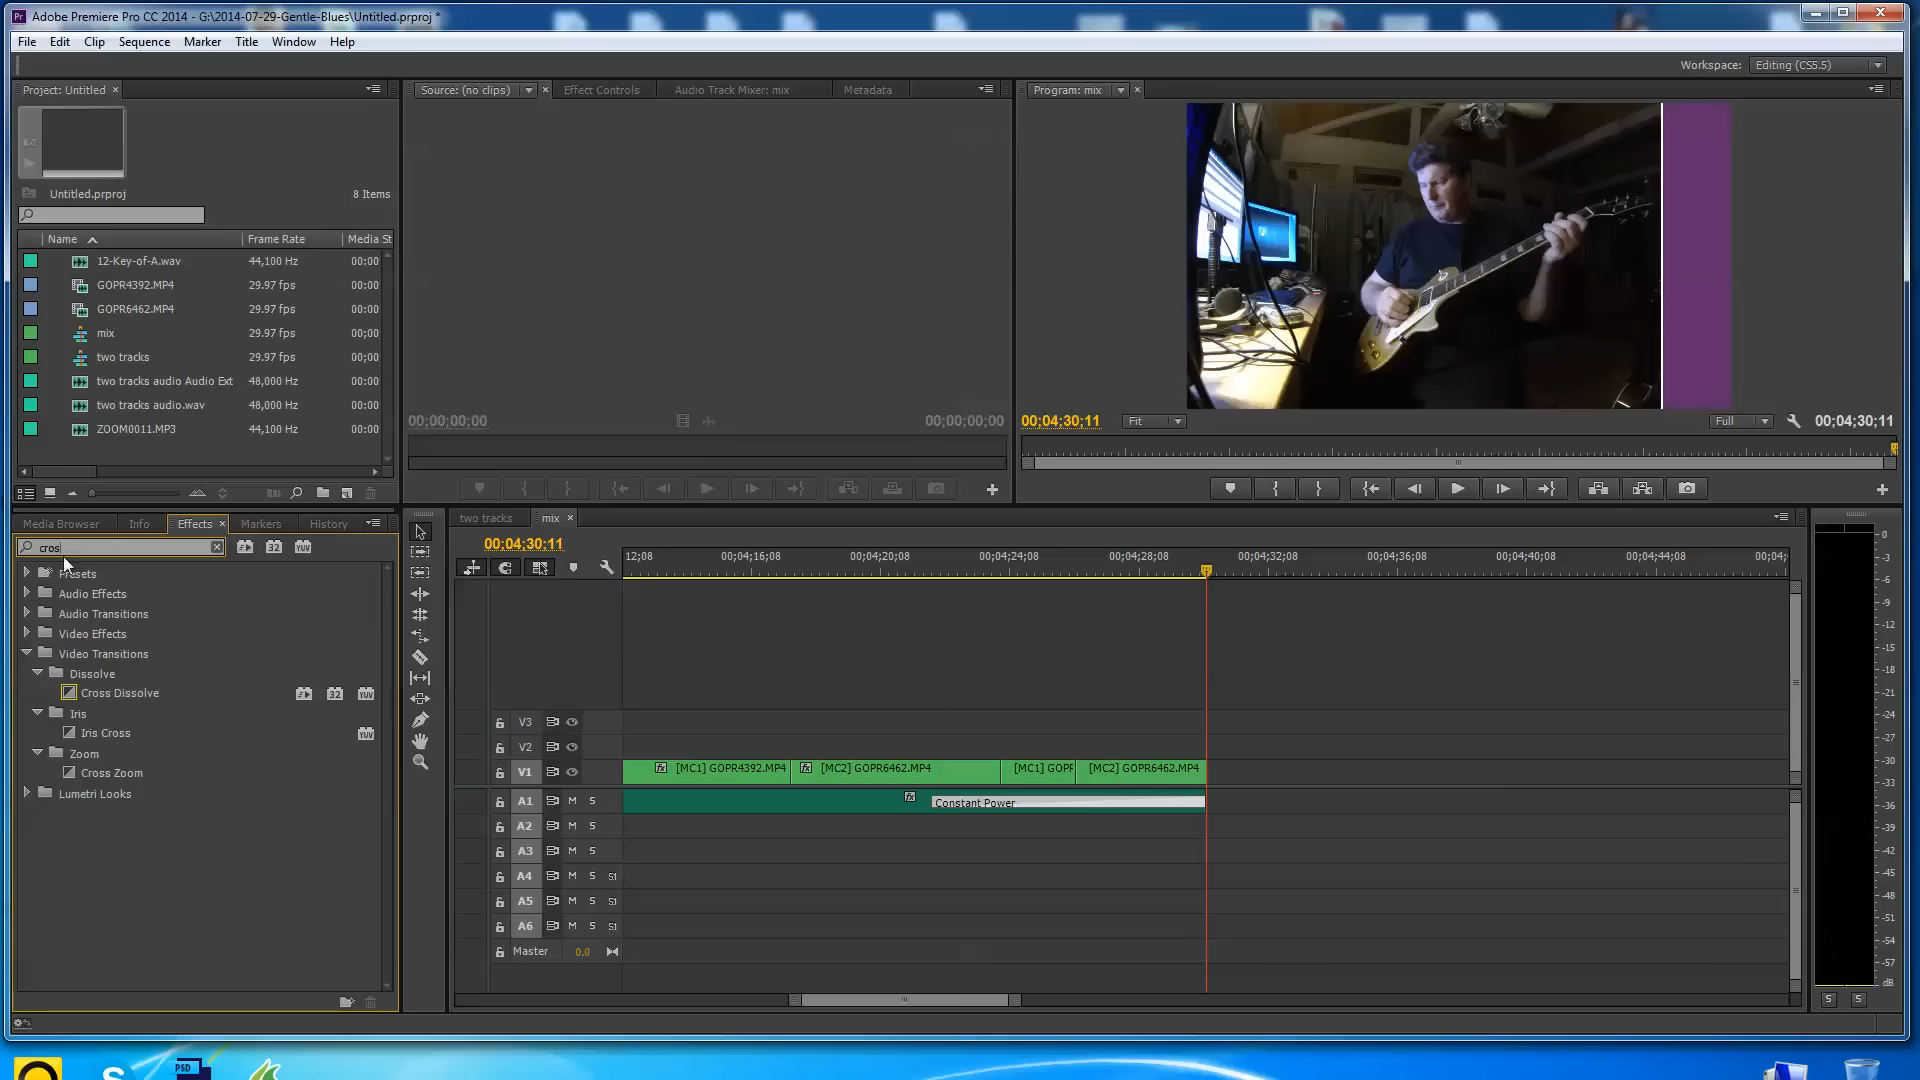 Adobe Premiere Pro CC 2014 - G:\2014-07-29-Gentle-Blues\Untitled.prproj *
File Edit Clip Sequence Marker Title Window Help
Workspace: Editing (CS5.5)
Project: Untitled
Source: (no clips) Effect Controls Audio Track Mixer: mix Metadata
Program: mix
Untitled.prproj 8 Items
Name Frame Rate Media St
12-Key-of-A.wav 44,100 Hz 00:00
GOPR4392.MP4 29.97 fps 00:00
GOPR6462.MP4 29.97 fps 00:00
mix 29.97 fps 00;00
two tracks 29.97 fps 00;00
two tracks audio Audio Ext 48,000 Hz 00:00
two tracks audio.wav 48,000 Hz 00:00
ZOOM0011.MP3 44,100 Hz 00:00
00;00;00;00 00;00;00;00
00;04;30;11 Fit Full 00;04;30;11
Media Browser Info Effects Markers History
two tracks mix
cros
00;04;30;11
12;08 00;04;16;08 00;04;20;08 00;04;24;08 00;04;28;08 00;04;32;08 00;04;36;08 00;04;40;08 00;04;44;08 00;04;
Presets
Audio Effects
Audio Transitions
Video Effects
Video Transitions
Dissolve
Cross Dissolve 32 YUV
Iris
Iris Cross YUV
Zoom
Cross Zoom
Lumetri Looks
V3
V2
V1 [MC1] GOPR4392.MP4 [MC2] GOPR6462.MP4 [MC1] GOPF [MC2] GOPR6462.MP4
A1 M S Constant Power
A2 M S
A3 M S
A4 M S S1
A5 M S S1
A6 M S S1
Master 0.0
0
-3
-6
-9
-12
-15
-18
-21
-24
-27
-30
-33
-36
-39
-42
-45
-48
-51
-54
-57
dB
S S
PSD